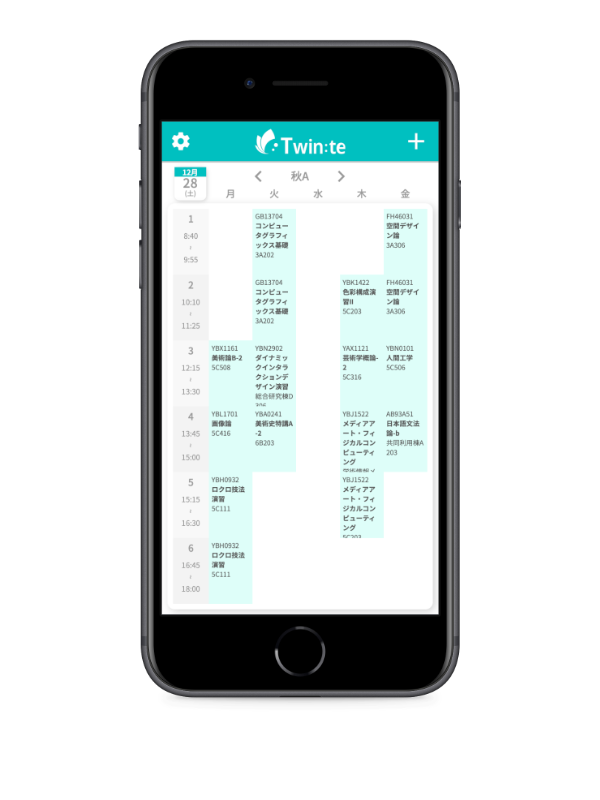 Twin:te
12月
28
(土)
秋A
月 火 水 木 金
1
8:40
~
9:55
GB13704
コンピュー
タグラフィ
ックス基礎
3A202
FH46031
空間デザイ
ン論
3A306
2
10:10
~
11:25
GB13704
コンピュー
タグラフィ
ックス基礎
3A202
YBK1422
色彩構成演
習II
5C203
FH46031
空間デザイ
ン論
3A306
3
12:15
~
13:30
YBX1161
美術論B-2
5C508
YBN2902
ダイナミッ
クインタラ
クションデ
ザイン演習
総合研究棟D
306
YAX1121
芸術学概論-
2
5C316
YBN0101
人間工学
5C506
4
13:45
~
15:00
YBL1701
画像論
5C416
YBA0241
美術史特講A
-2
6B203
YBJ1522
メディアア
ート・フィ
ジカルコン
ピューティ
ング
AB93A51
日本語文法
論-b
共同利用棟A
203
5
15:15
~
16:30
YBH0932
ロクロ技法
演習
5C111
YBJ1522
メディアア
ート・フィ
ジカルコン
ピューティ
ング
5C203
6
16:45
~
18:00
YBH0932
ロクロ技法
演習
5C111